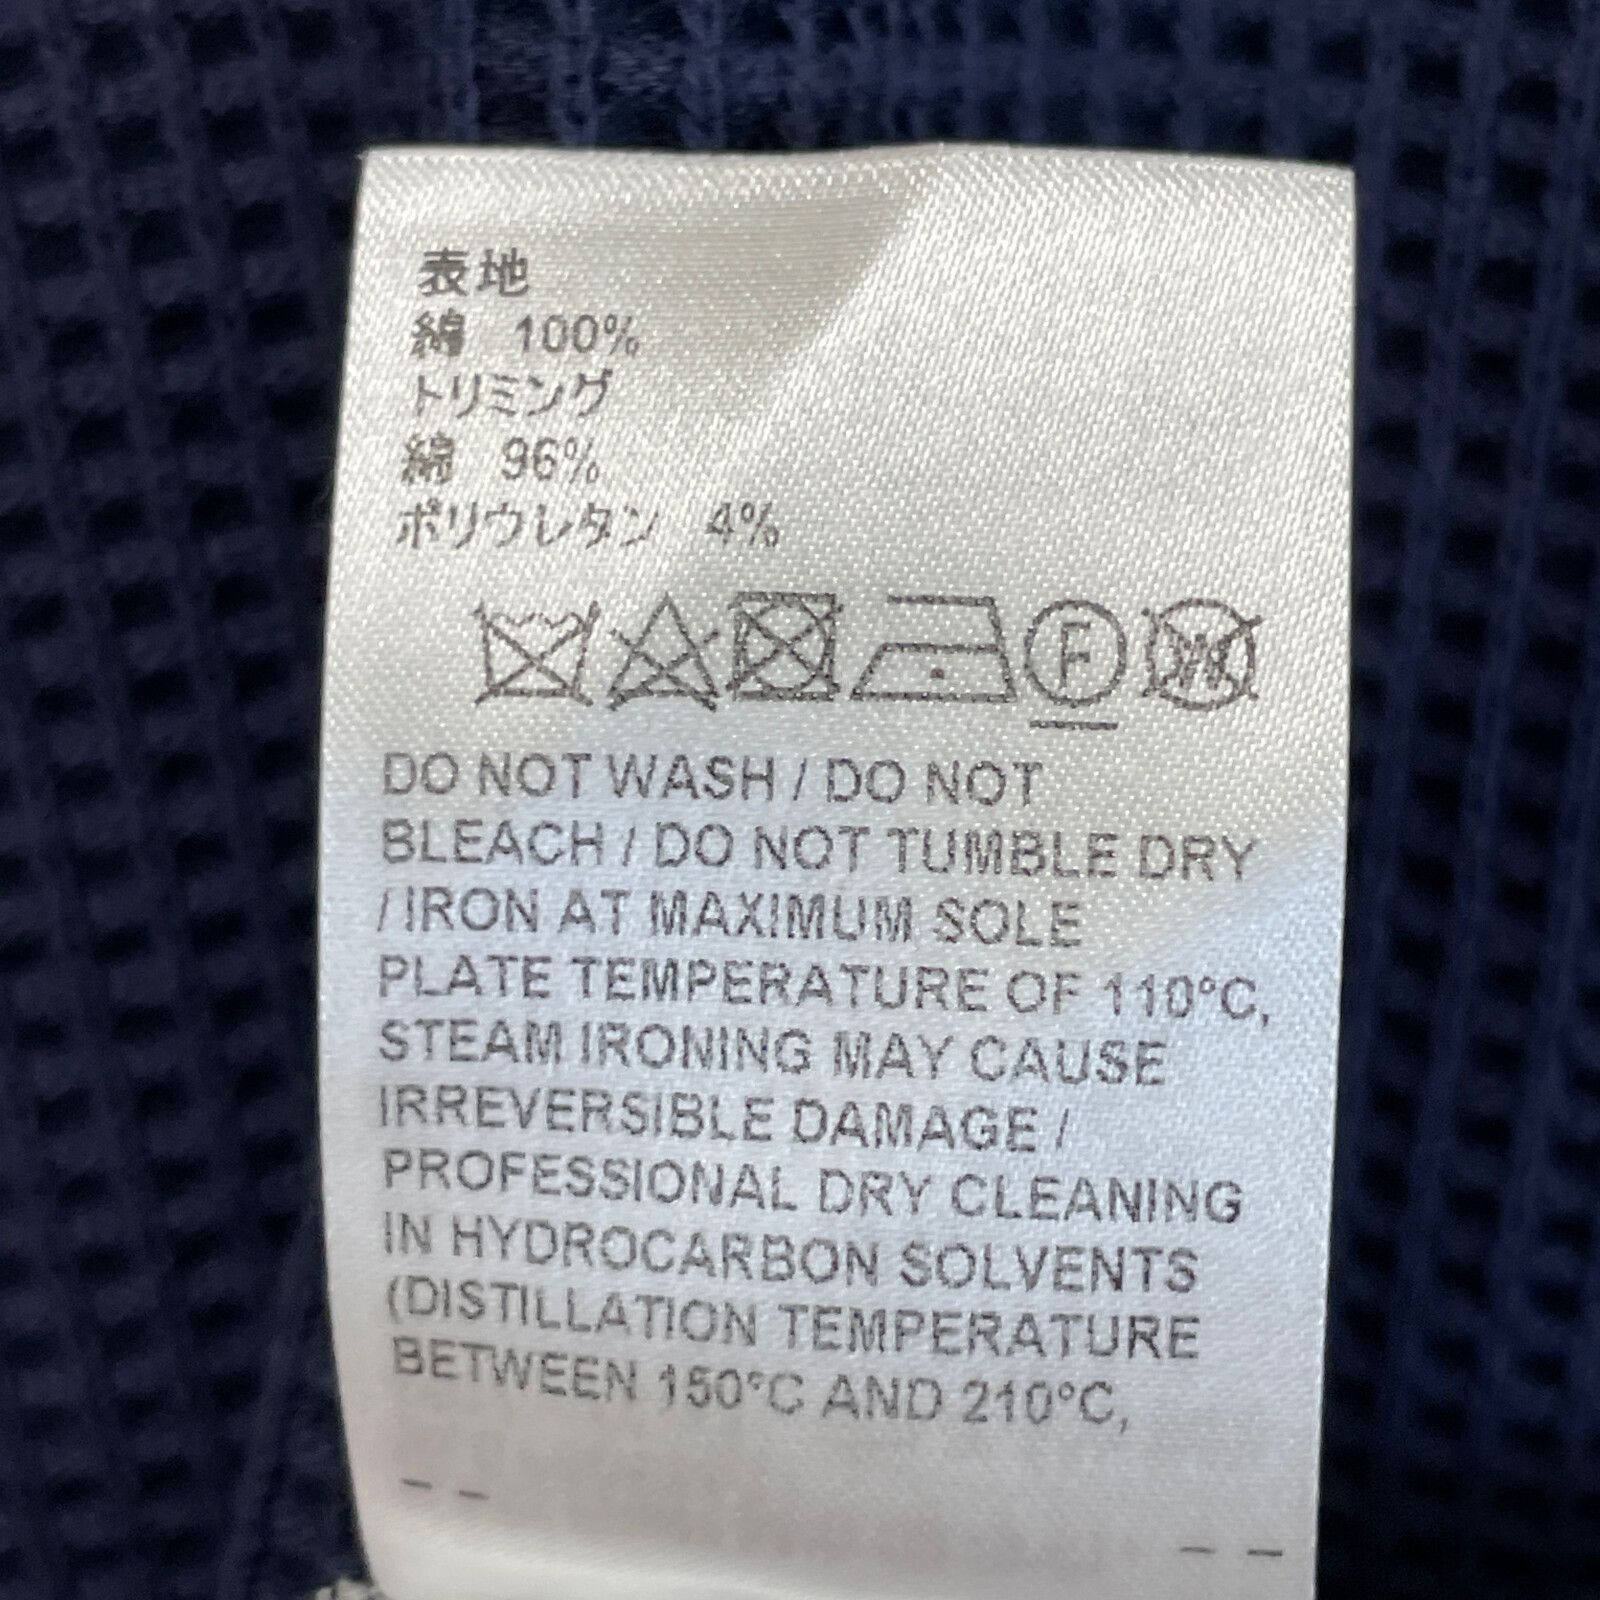 表地
綿 100%
トリミング
綿 96%
ポリウレタン 4%
F W
DO NOT WASH / DO NOT
BLEACH / DO NOT TUMBLE DRY
/ IRON AT MAXIMUM SOLE
PLATE TEMPERATURE OF 110°C,
STEAM IRONING MAY CAUSE
IRREVERSIBLE DAMAGE /
PROFESSIONAL DRY CLEANING
IN HYDROCARBON SOLVENTS
(DISTILLATION TEMPERATURE
BETWEEN 150°C AND 210°C,
– –
– –